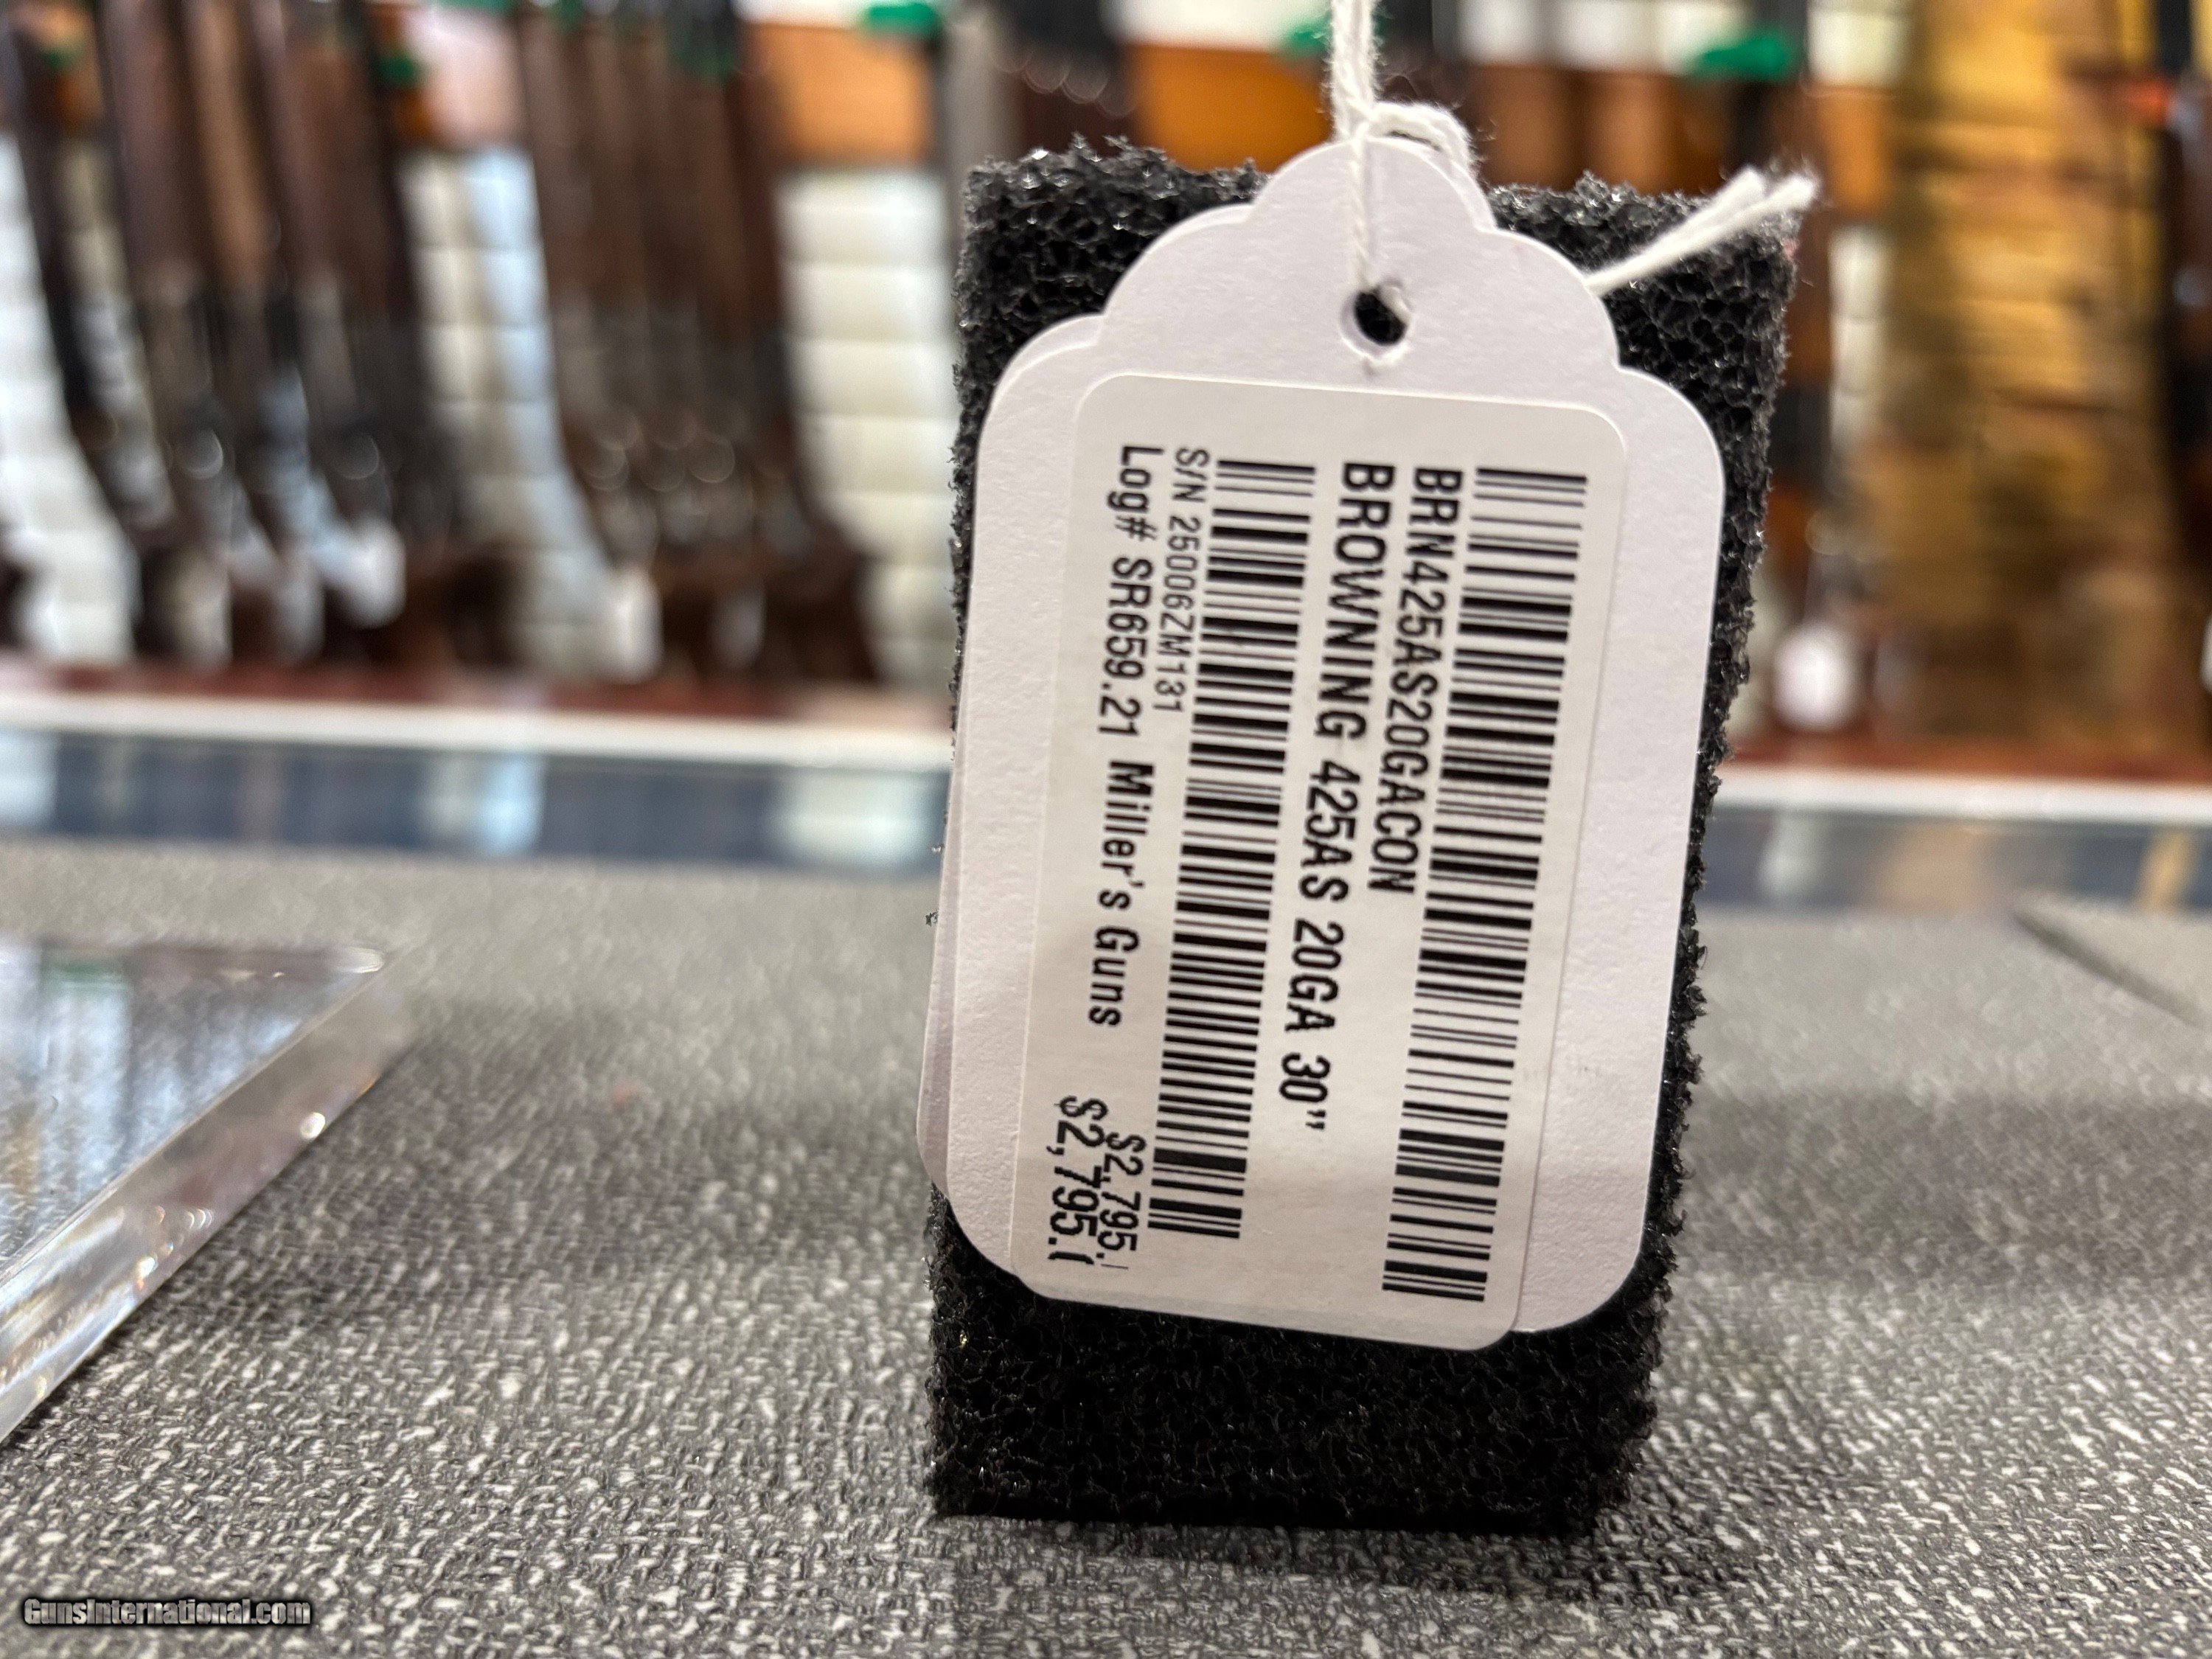 BRN425AS20GACON
BROWNING 425AS 20GA 30"
S/N 25006ZM131
Log# SR659.21 Miller's Guns
$2,795.
$2,795.(
GunsInternational.com